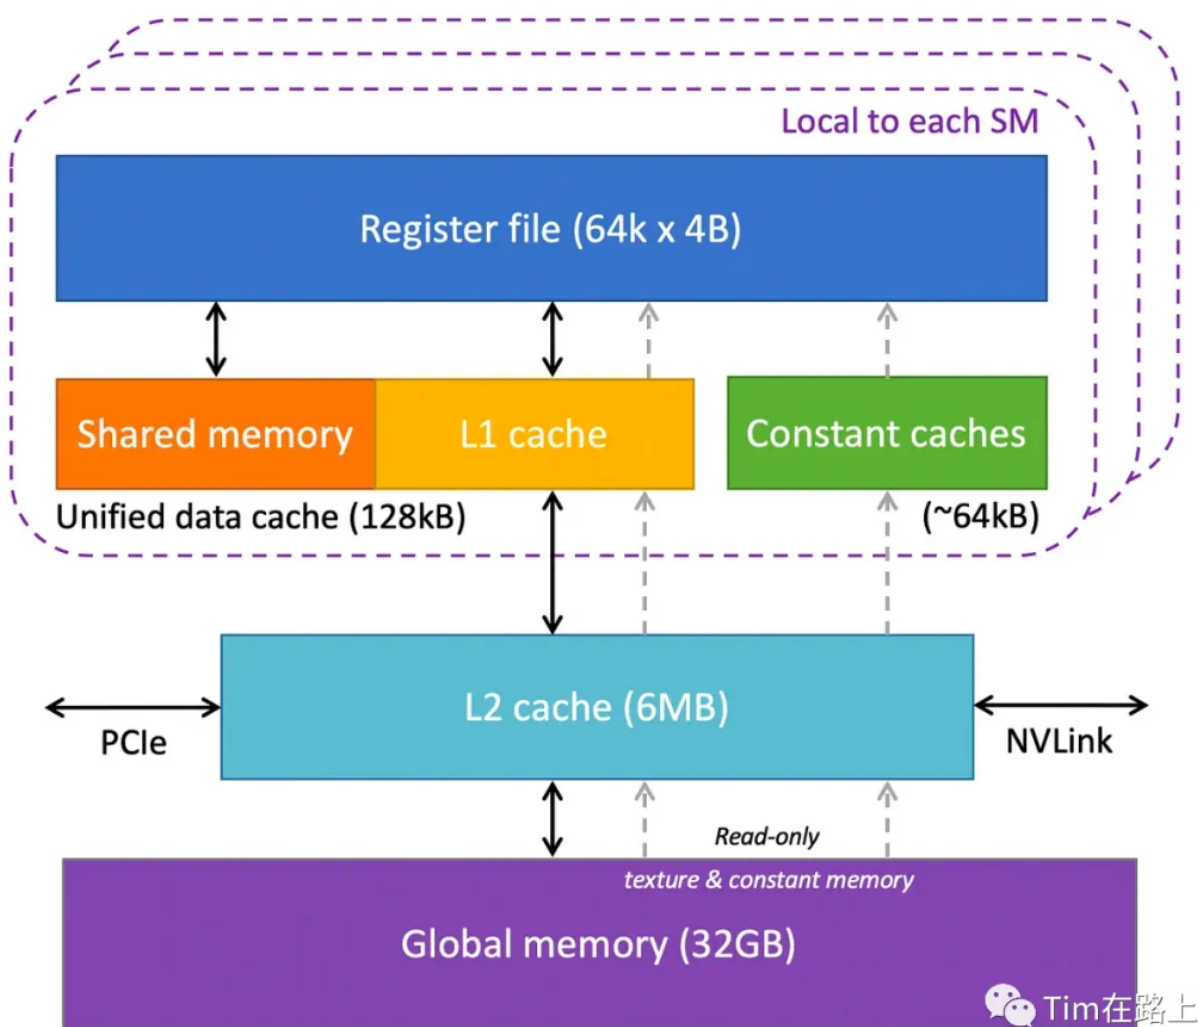 Local to each SM
Register file (64k x 4B)
Shared memory
L1 cache
Constant caches
Unified data cache (128kB)
(~64kB)
L2 cache (6MB)
PCIe
NVLink
Read-only
texture & constant memory
Global memory (32GB)
Tim在路上